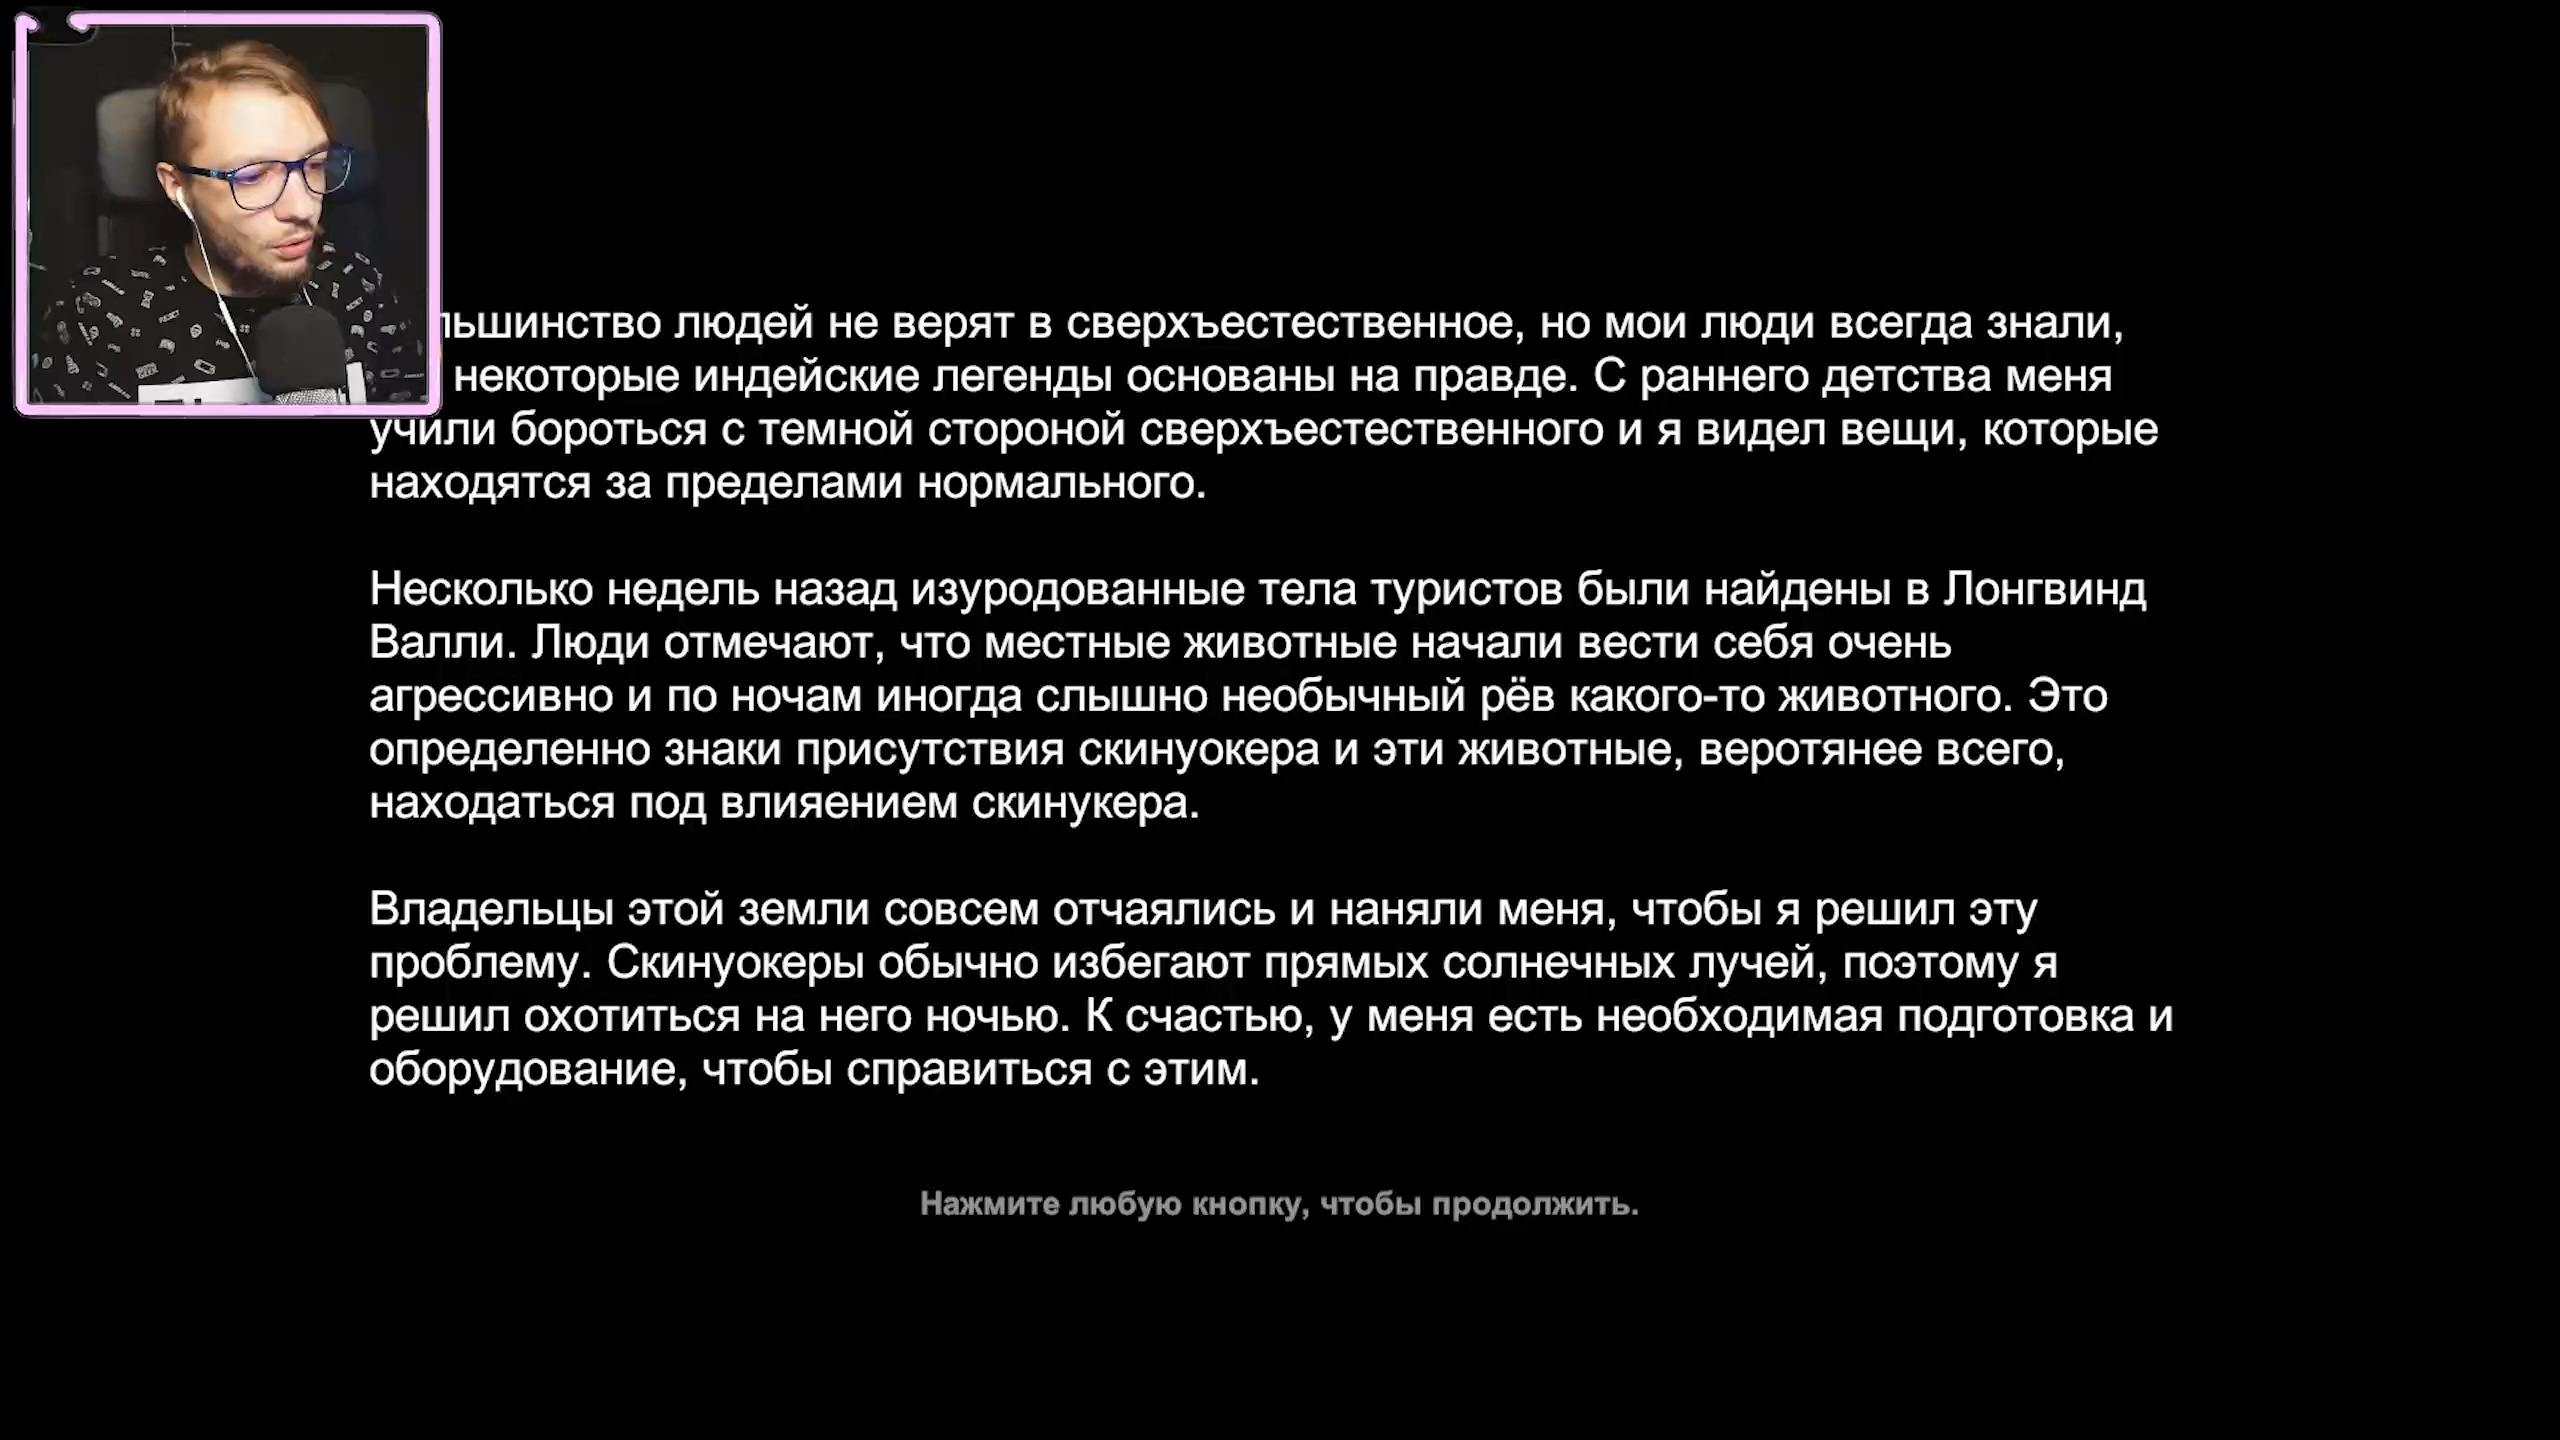 льшинство людей не верят в сверхъестественное, но мои люди всегда знали,
некоторые индейские легенды основаны на правде. С раннего детства меня
учили бороться с темной стороной сверхъестественного и я видел вещи, которые
находятся за пределами нормального.
Несколько недель назад изуродованные тела туристов были найдены в Лонгвинд
Валли. Люди отмечают, что местные животные начали вести себя очень
агрессивно и по ночам иногда слышно необычный рёв какого-то животного. Это
определенно знаки присутствия скинуокера и эти животные, веротянее всего,
находаться под влияением скинукера.
Владельцы этой земли совсем отчаялись и наняли меня, чтобы я решил эту
проблему. Скинуокеры обычно избегают прямых солнечных лучей, поэтому я
решил охотиться на него ночью. К счастью, у меня есть необходимая подготовка и
оборудование, чтобы справиться с этим.
Нажмите любую кнопку, чтобы продолжить.